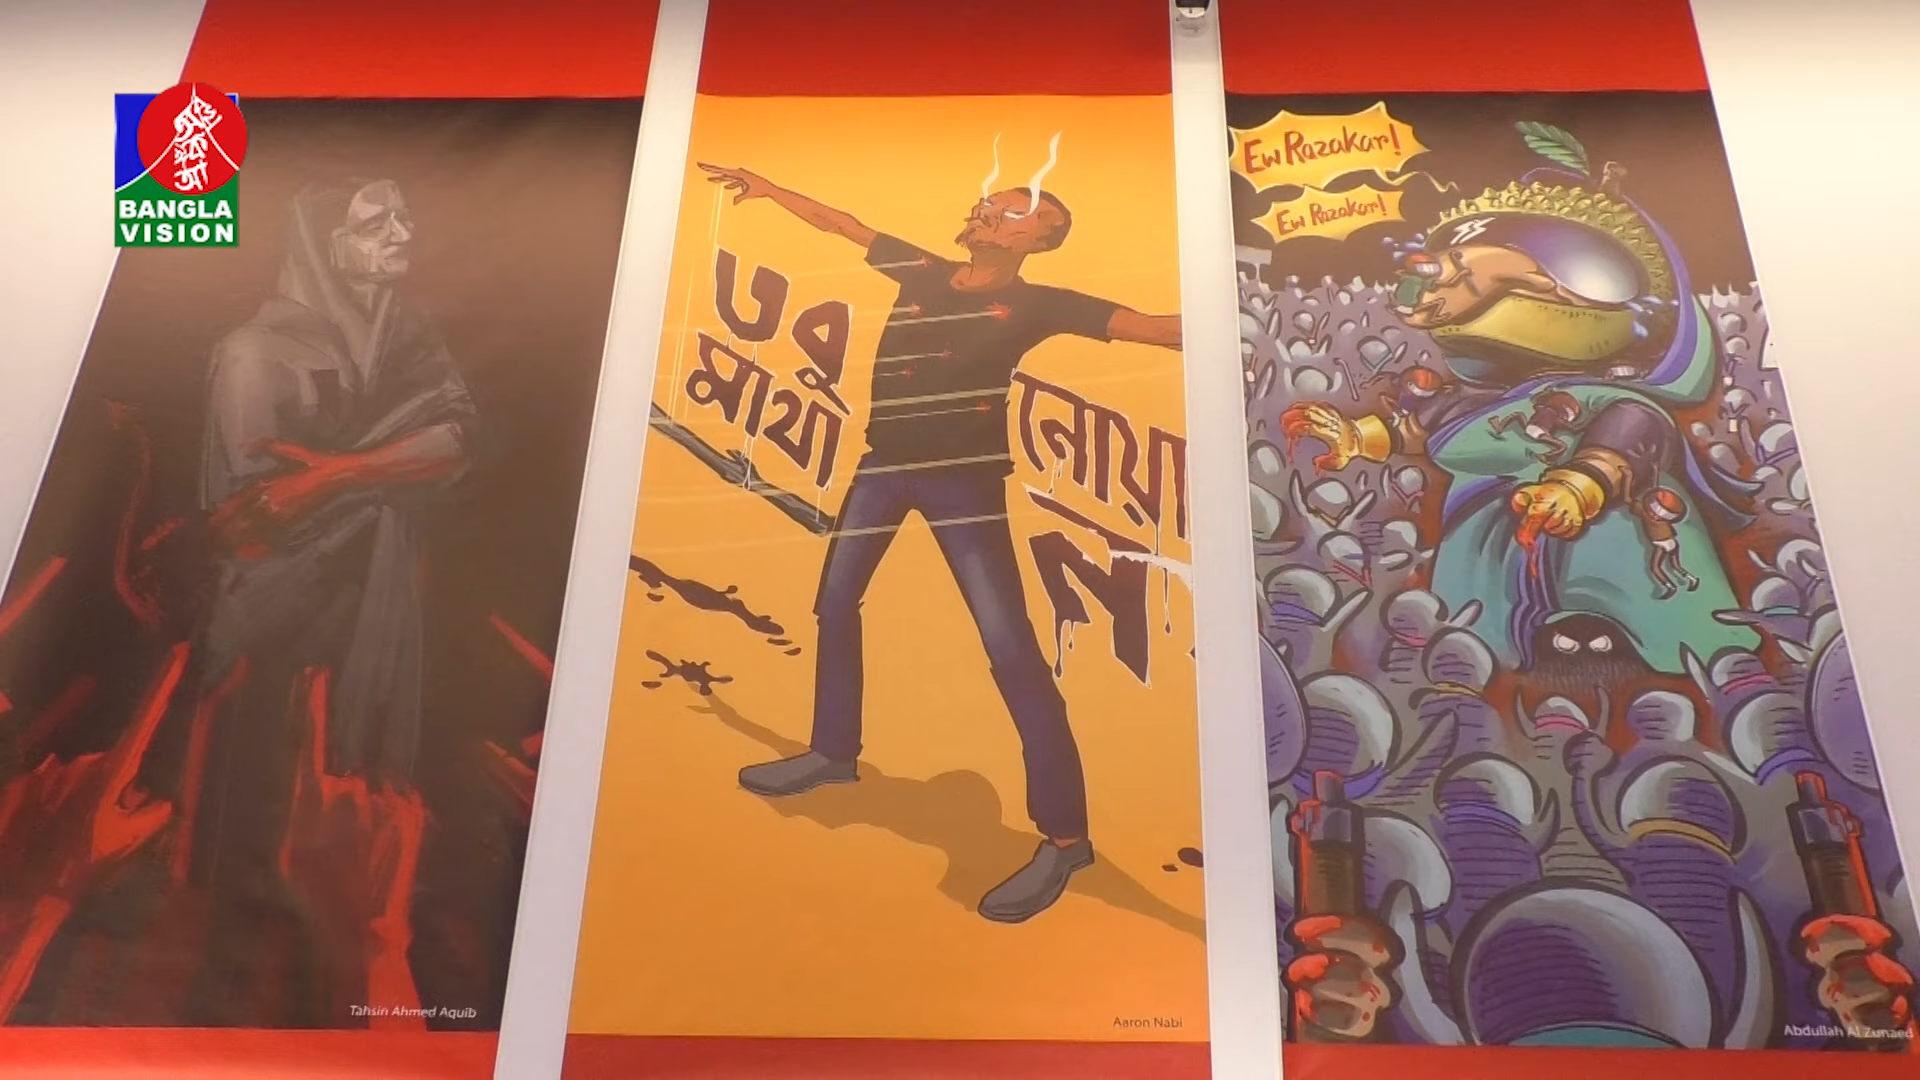 BANGLA
VISION
Tahsin Ahmed Aquib
তবু
মাথা
নোয়া
ন
Aaron Nabi
Ew Razakar!
Ew Razakar!
Abdullah Al Zunaed